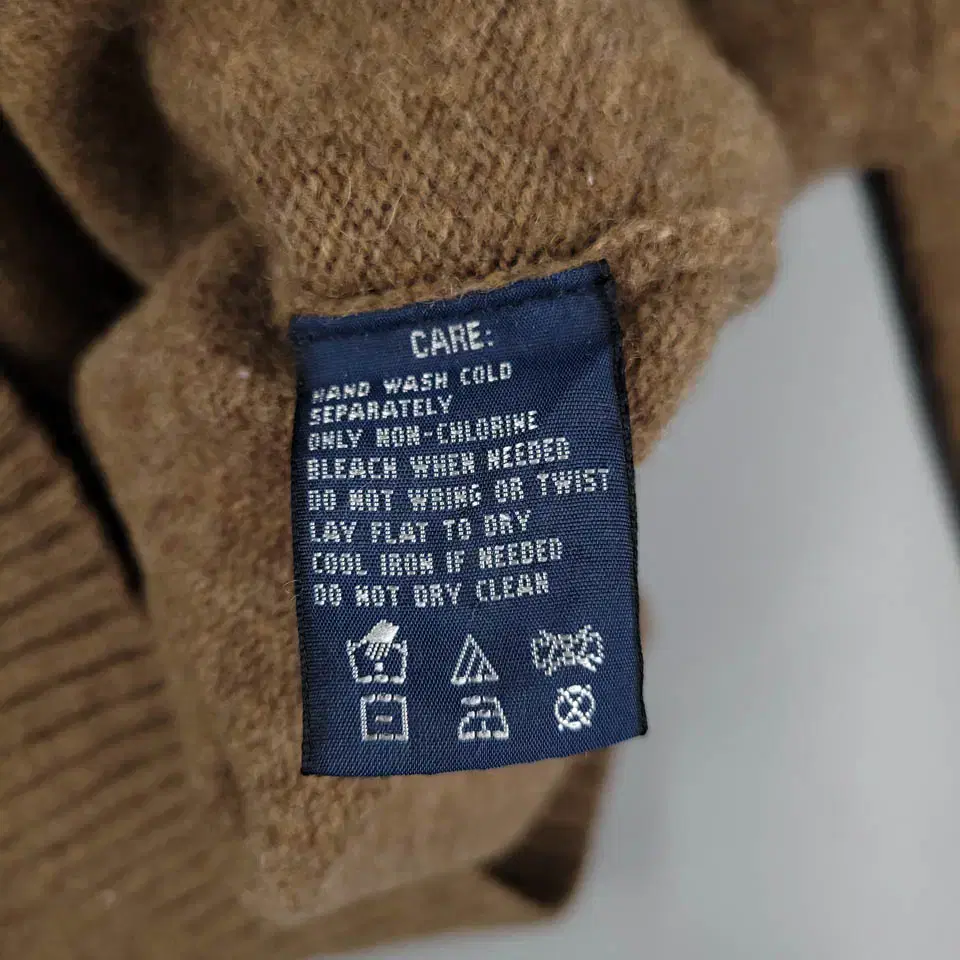 CARE:
HAND WASH COLD
SEPARATELY
ONLY NON-CHLORINE
BLEACH WHEN NEEDED
DO NOT WRING OR TWIST
LAY FLAT TO DRY
COOL IRON IF NEEDED
DO NOT DRY CLEAN